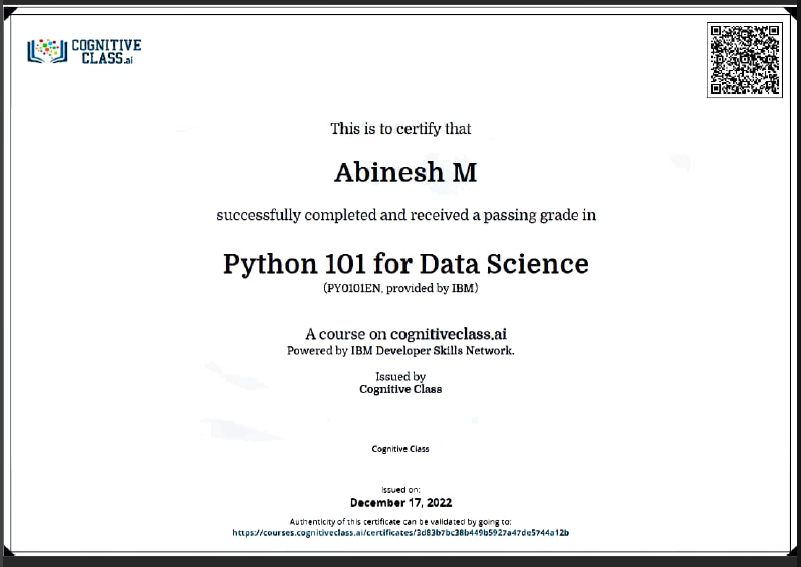 COGNITIVE
CLASS.ai
This is to certify that
Abinesh M
successfully completed and received a passing grade in
Python 101 for Data Science
(PY0101EN, provided by IBM)
A course on cognitiveclass.ai
Powered by IBM Developer Skills Network.
Issued by
Cognitive Class
Cognitive Class
Issued on:
December 17, 2022
Authenticity of this certificate can be validated by going to:
https://courses.cognitiveclass.ai/certificates/3d83b7bc38b449b5927a47de5744a12b